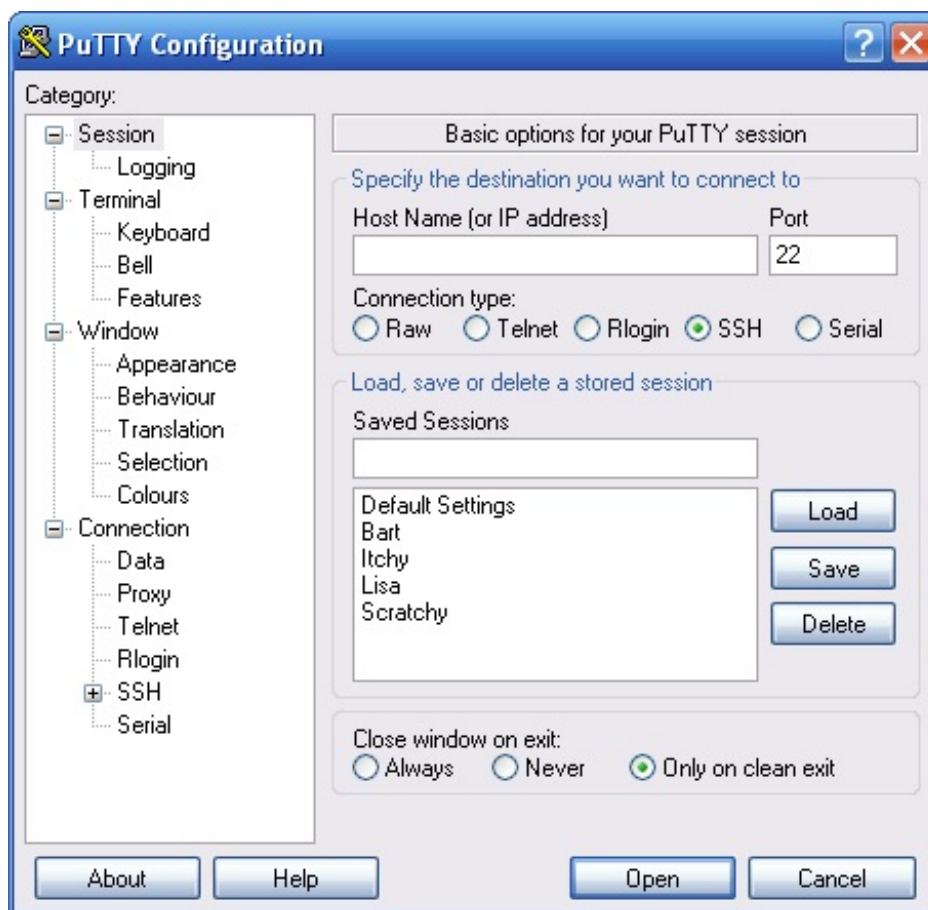 PuTTY Configuration
Category:
Session
Logging
Terminal
Keyboard
Bell
Features
Window
Appearance
Behaviour
Translation
Selection
Colours
Connection
Data
Proxy
Telnet
Rlogin
SSH
Serial
Basic options for your PuTTY session
Specify the destination you want to connect to
Host Name (or IP address) Port
22
Connection type:
Raw Telnet Rlogin SSH Serial
Load, save or delete a stored session
Saved Sessions
Default Settings
Bart
Itchy
Lisa
Scratchy
Load
Save
Delete
Close window on exit:
Always Never Only on clean exit
About Help Open Cancel